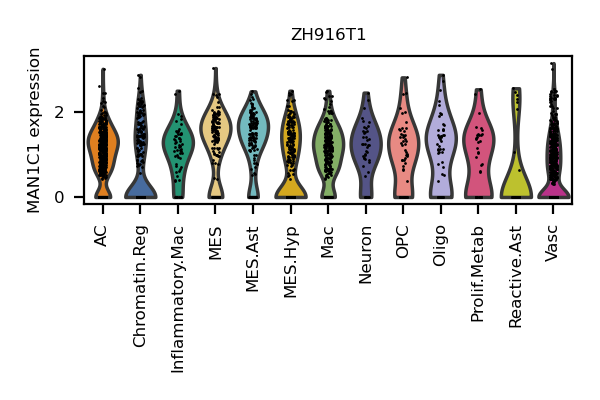 ZH916T1
MAN1C1 expression
2
0
AC
Chromatin.Reg
Inflammatory.Mac
MES
MES.Ast
MES.Hyp
Mac
Neuron
OPC
Oligo
Prolif.Metab
Reactive.Ast
Vasc